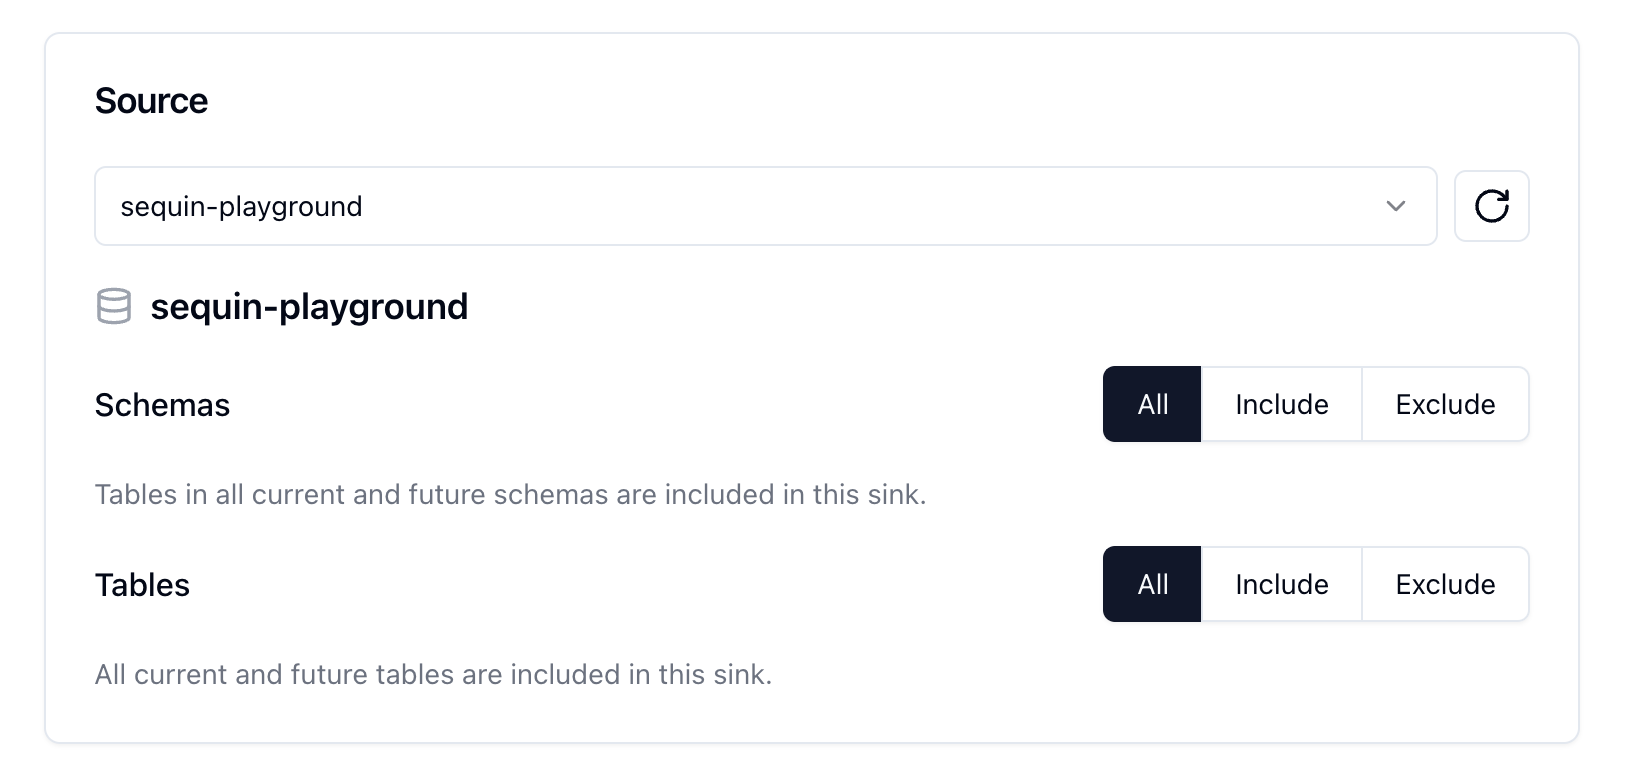 Source
sequin-playground
sequin-playground
Schemas All Include Exclude
Tables in all current and future schemas are included in this sink.
Tables All Include Exclude
All current and future tables are included in this sink.